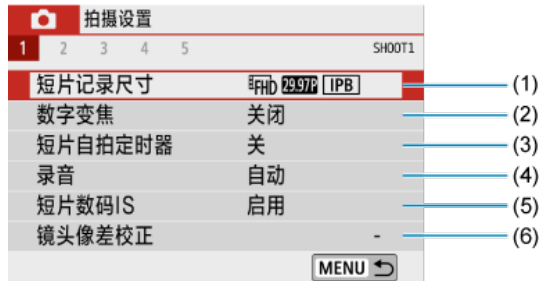 拍摄设置
1 2 3 4 5 SHOOT1
短片记录尺寸 FHD 29.97P IPB (1)
数字变焦 关闭 (2)
短片自拍定时器 关 (3)
录音 自动 (4)
短片数码IS 启用 (5)
镜头像差校正 - (6)
MENU